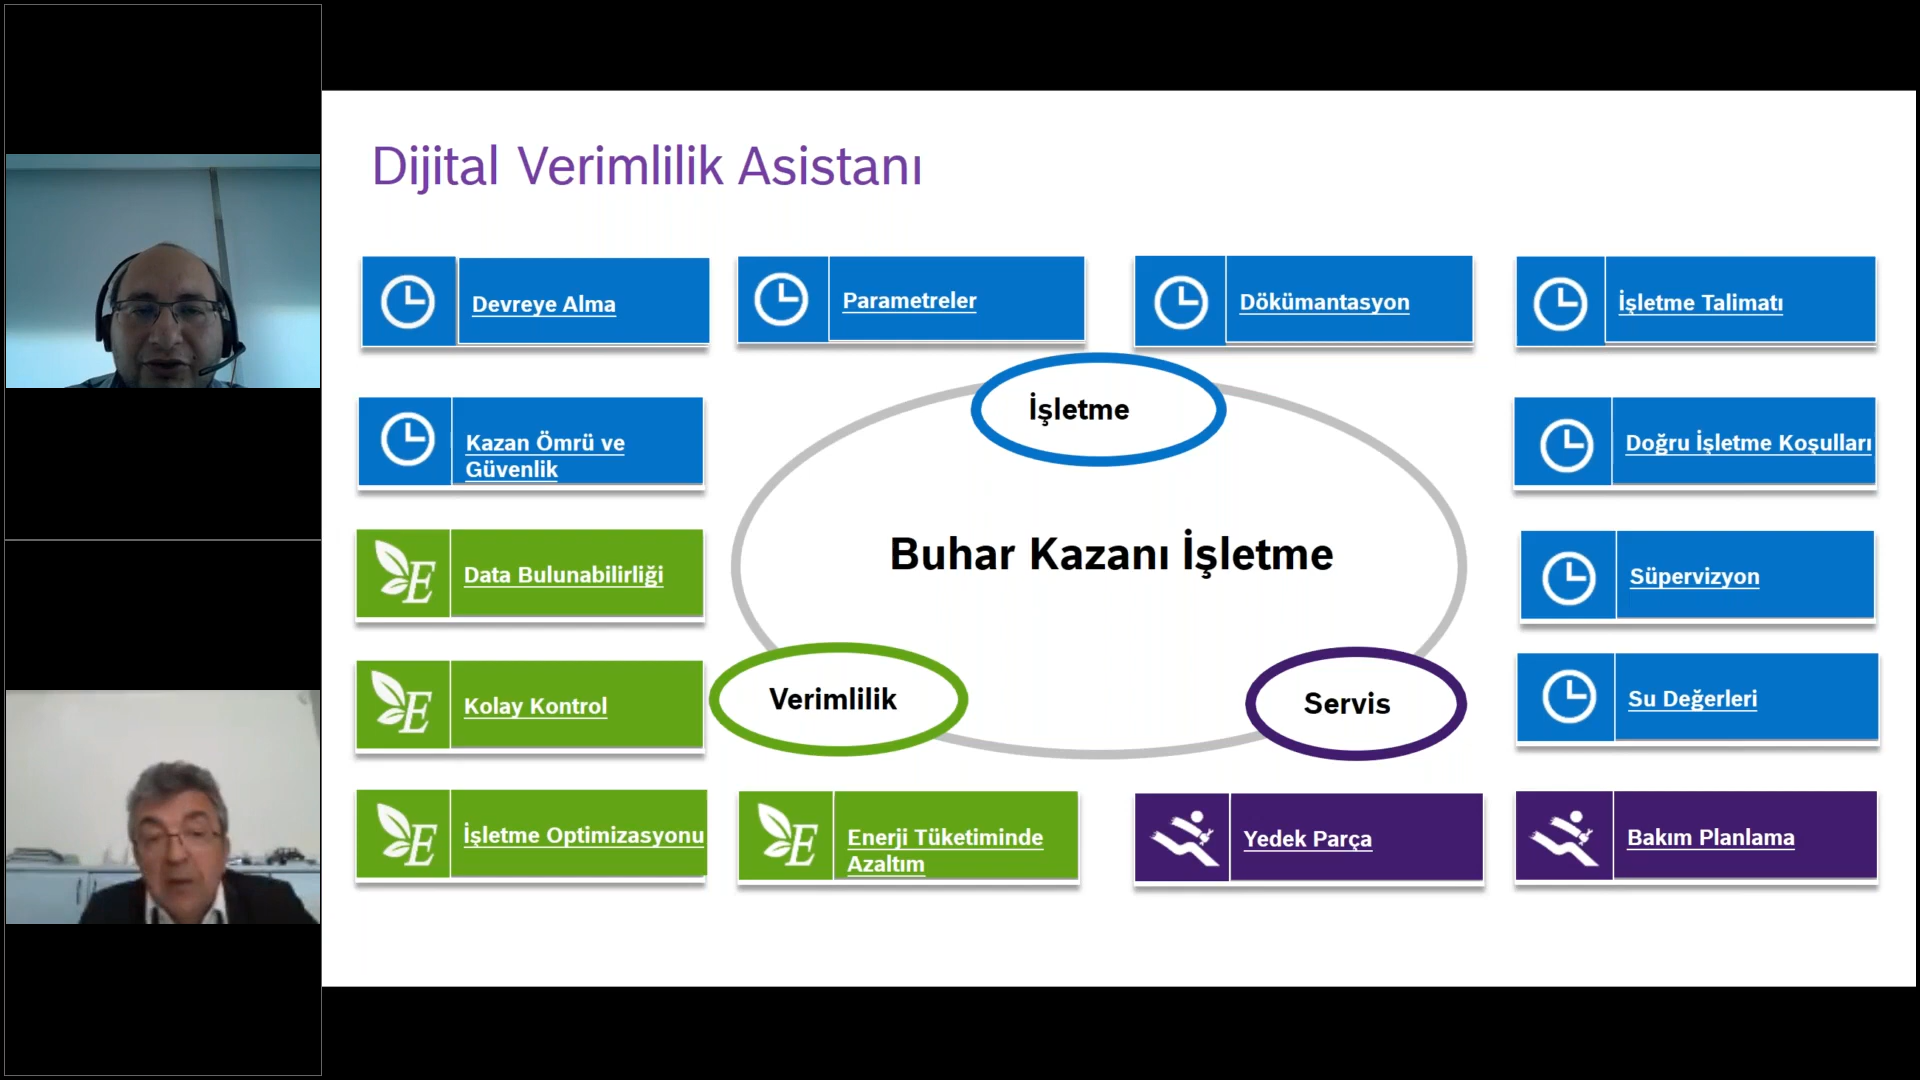 Dijital Verimlilik Asistanı
Devreye Alma
Parametreler
Dökümantasyon
İşletme Talimatı
İşletme
Kazan Ömrü ve
Güvenlik
Doğru İşletme Koşulları
Buhar Kazanı İşletme
E
Data Bulunabilirliği
Süpervizyon
E
Kolay Kontrol
Verimlilik
Servis
Su Değerleri
E
İşletme Optimizasyonu
E
Enerji Tüketiminde
Azaltım
Yedek Parça
Bakım Planlama